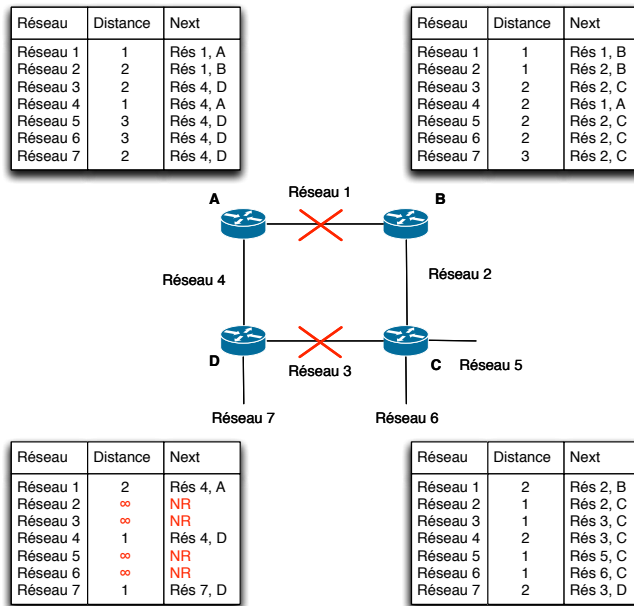 Réseau Distance Next
Réseau 1 1 Rés 1, A
Réseau 2 2 Rés 1, B
Réseau 3 2 Rés 4, D
Réseau 4 1 Rés 4, A
Réseau 5 3 Rés 4, D
Réseau 6 3 Rés 4, D
Réseau 7 2 Rés 4, D
Réseau Distance Next
Réseau 1 1 Rés 1, B
Réseau 2 1 Rés 2, B
Réseau 3 2 Rés 2, C
Réseau 4 2 Rés 1, A
Réseau 5 2 Rés 2, C
Réseau 6 2 Rés 2, C
Réseau 7 3 Rés 2, C
A
Réseau 1
B
Réseau 4
Réseau 2
D
Réseau 3
C
Réseau 5
Réseau 7
Réseau 6
Réseau Distance Next
Réseau 1 2 Rés 4, A
Réseau 2 ∞ NR
Réseau 3 ∞ NR
Réseau 4 1 Rés 4, D
Réseau 5 ∞ NR
Réseau 6 ∞ NR
Réseau 7 1 Rés 7, D
Réseau Distance Next
Réseau 1 2 Rés 2, B
Réseau 2 1 Rés 2, C
Réseau 3 1 Rés 3, C
Réseau 4 2 Rés 3, C
Réseau 5 1 Rés 5, C
Réseau 6 1 Rés 6, C
Réseau 7 2 Rés 3, D